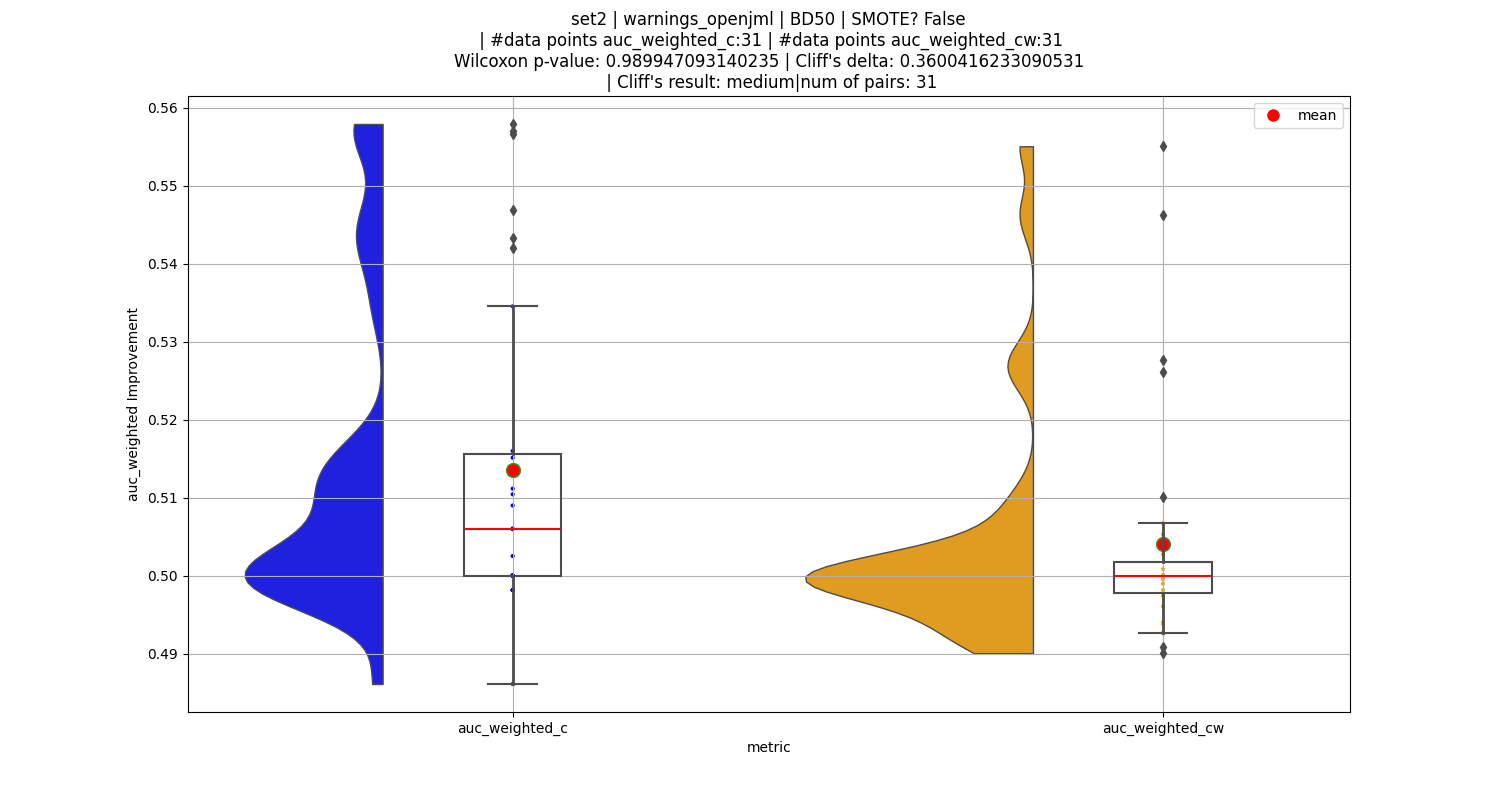 set2 | warnings_openjml | BD50 | SMOTE? False
| #data points auc_weighted_c:31 | #data points auc_weighted_cw:31
Wilcoxon p-value: 0.989947093140235 | Cliff's delta: 0.3600416233090531
| Cliff's result: medium|num of pairs: 31
mean
auc_weighted Improvement
0.56
0.55
0.54
0.53
0.52
0.51
0.50
0.49
auc_weighted_c
auc_weighted_cw
metric